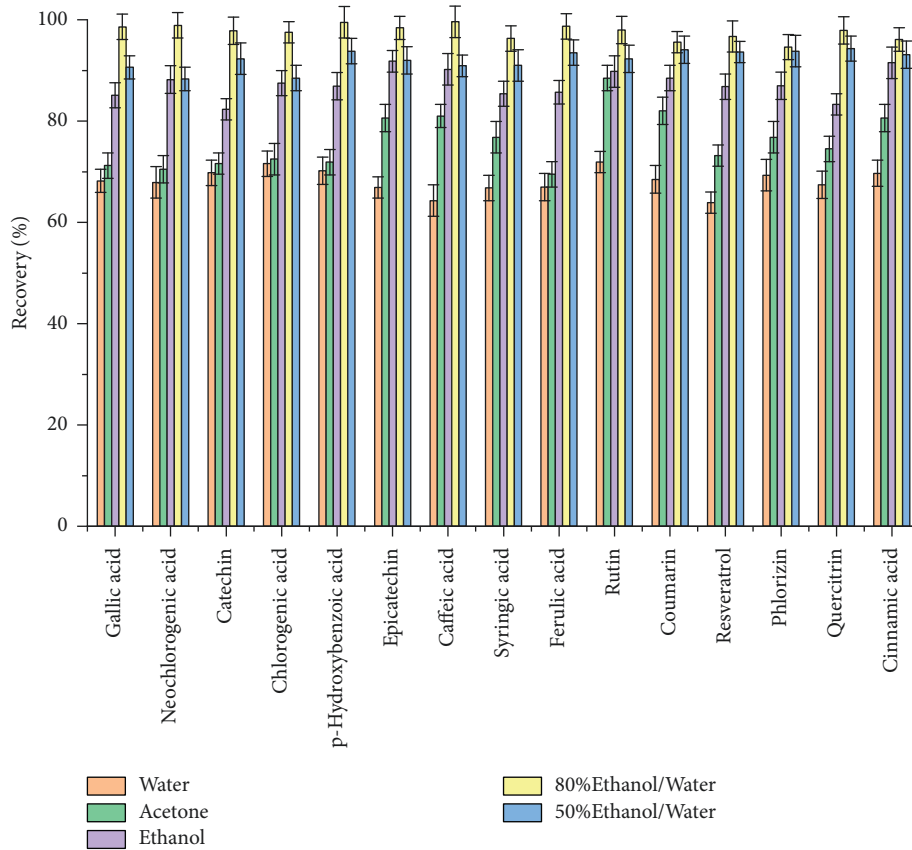 100
80
60
40
20
0
Recovery (%)
Gallic acid
Neochlorogenic acid
Catechin
Chlorogenic acid
p-Hydroxybenzoic acid
Epicatechin
Caffeic acid
Syringic acid
Ferulic acid
Rutin
Coumarin
Resveratrol
Phlorizin
Quercitrin
Cinnamic acid
Water
Acetone
Ethanol
80%Ethanol/Water
50%Ethanol/Water